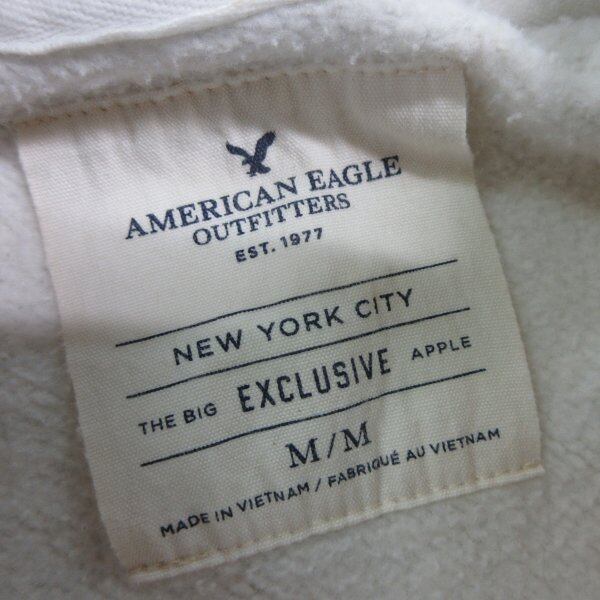 AMERICAN EAGLE
OUTFITTERS
EST. 1977
NEW YORK CITY
THE BIG EXCLUSIVE APPLE
M/M
MADE IN VIETNAM / FABRIQUÉ AU VIETNAM